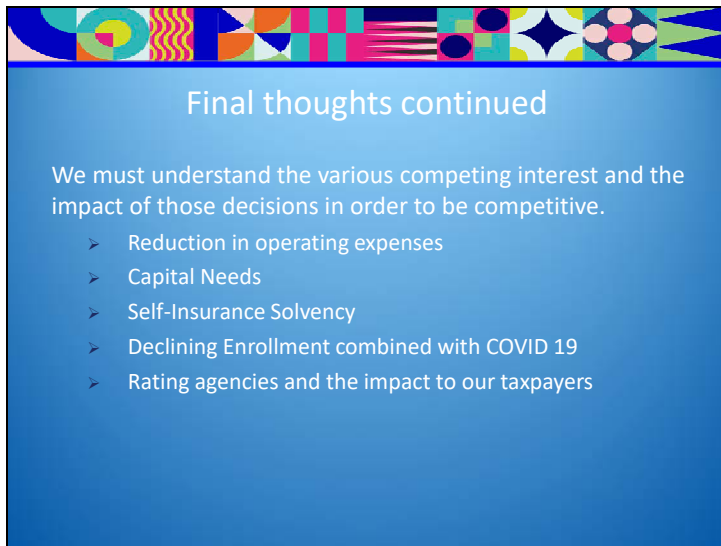 Final thoughts continued
We must understand the various competing interest and the
impact of those decisions in order to be competitive.
Reduction in operating expenses
Capital Needs
Self-Insurance Solvency
Declining Enrollment combined with COVID 19
Rating agencies and the impact to our taxpayers